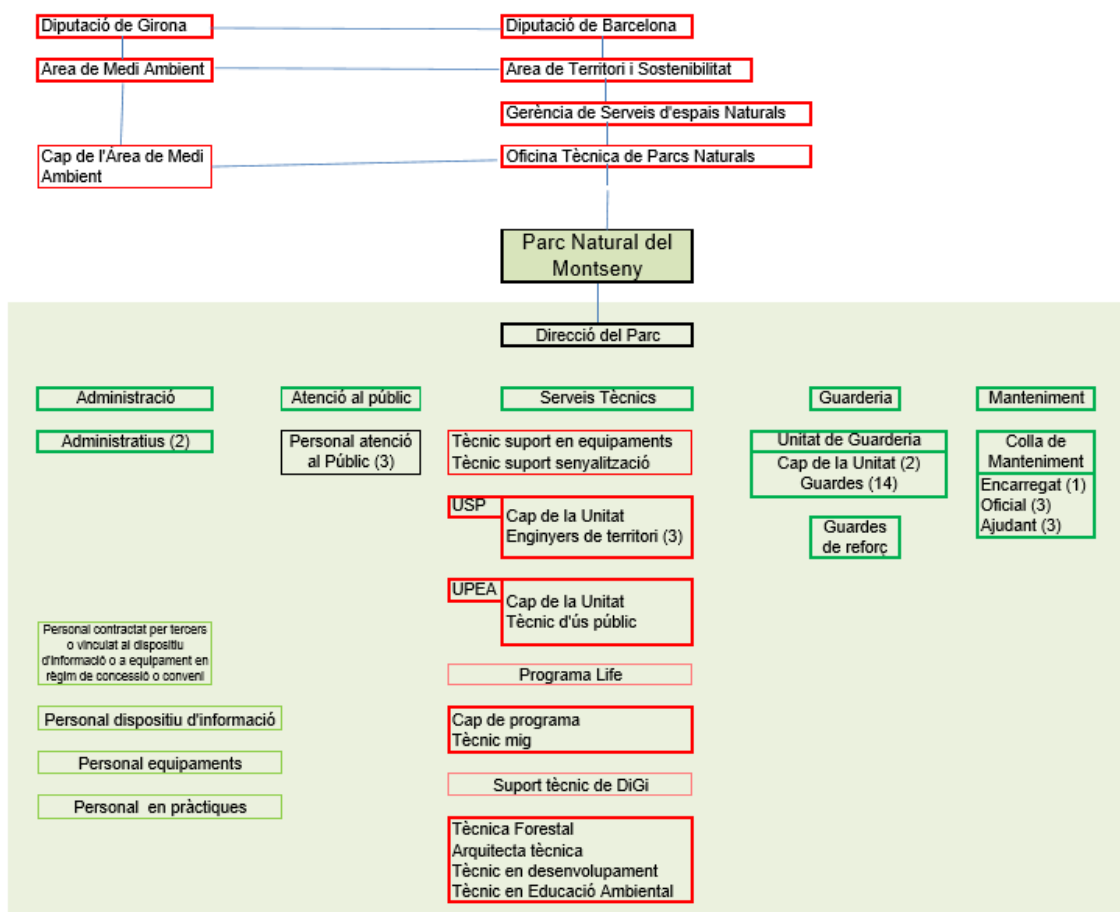 Diputació de Girona
Diputació de Barcelona
Area de Medi Ambient
Area de Territori i Sostenibilitat
Gerència de Serveis d'espais Naturals
Cap de l'Àrea de Medi
Ambient
Oficina Tècnica de Parcs Naturals
Parc Natural del
Montseny
Direcció del Parc
Administració
Administratius (2)
Atenció al públic
Personal atenció
al Públic (3)
Serveis Tècnics
Tècnic suport en equipaments
Tècnic suport senyalització
USP
Cap de la Unitat
Enginyers de territori (3)
UPEA
Cap de la Unitat
Tècnic d'ús públic
Programa Life
Cap de programa
Tècnic mig
Suport tècnic de DiGi
Tècnica Forestal
Arquitecta tècnica
Tècnic en desenvolupament
Tècnic en Educació Ambiental
Guarderia
Unitat de Guarderia
Cap de la Unitat (2)
Guardes (14)
Guardes
de reforç
Manteniment
Colla de
Manteniment
Encarregat (1)
Oficial (3)
Ajudant (3)
Personal contractat per tercers
o vinculat al dispositiu
d'informació o a equipament en
règim de concessió o conveni
Personal dispositiu d'informació
Personal equipaments
Personal en pràctiques